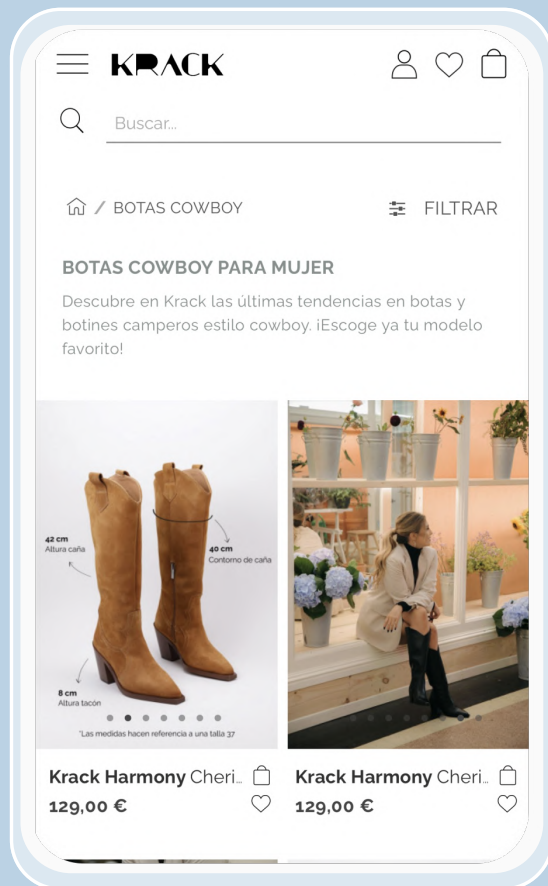 KRACK
Buscar...
/ BOTAS COWBOY
FILTRAR
BOTAS COWBOY PARA MUJER
Descubre en Krack las últimas tendencias en botas y
botines camperos estilo cowboy. ¡Escoge ya tu modelo
favorito!
42 cm
Altura caña
40 cm
Contorno de caña
8 cm
Altura tacón
*Las medidas hacen referencia a una talla 37
Krack Harmony Cheri...
129,00 €
Krack Harmony Cheri...
129,00 €